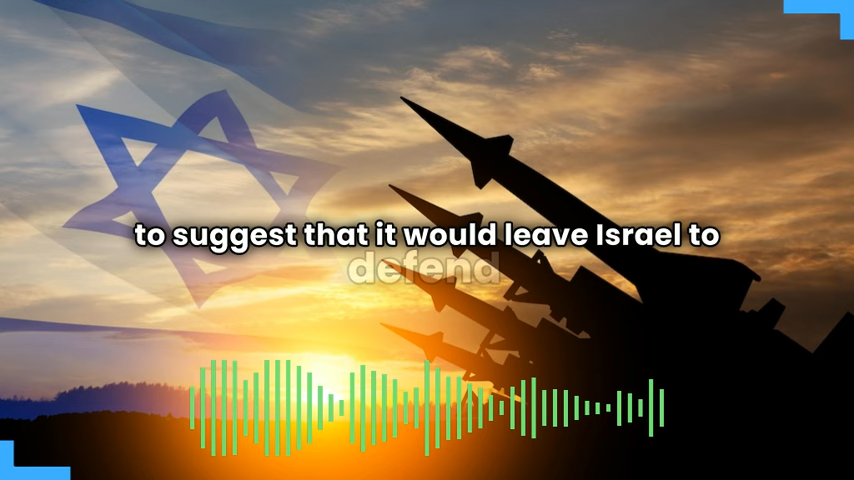 to suggest that it would leave Israel to
defend